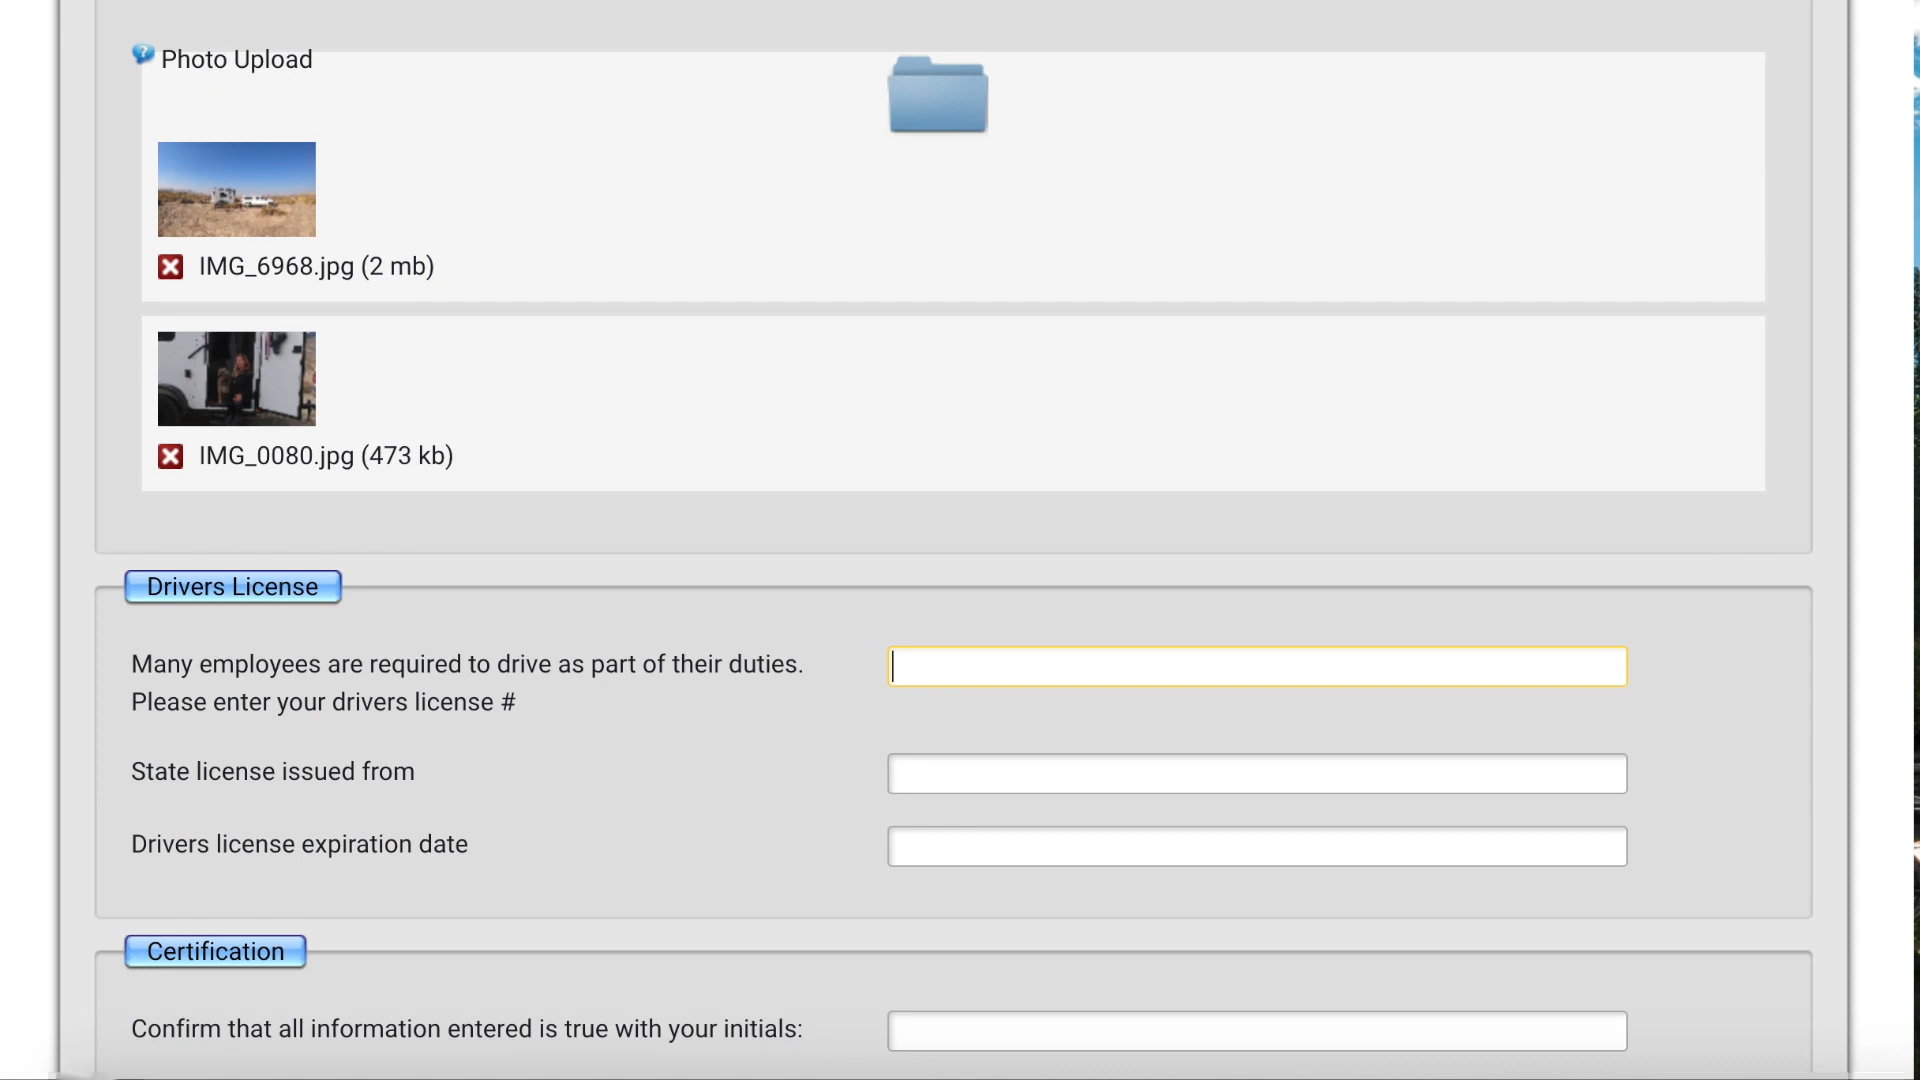 Photo Upload
IMG_6968.jpg (2 mb)
IMG_0080.jpg (473 kb)
Drivers License
Many employees are required to drive as part of their duties.
Please enter your drivers license #
State license issued from
Drivers license expiration date
Certification
Confirm that all information entered is true with your initials: